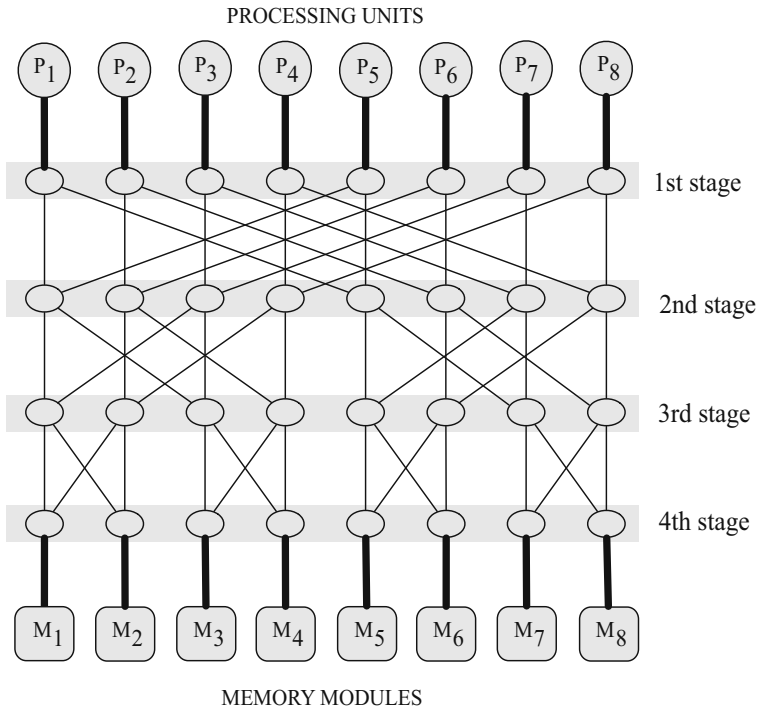 PROCESSING UNITS
P1 P2 P3 P4 P5 P6 P7 P8
1st stage
2nd stage
3rd stage
4th stage
M1 M2 M3 M4 M5 M6 M7 M8
MEMORY MODULES